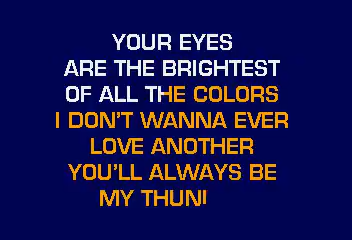 YOUR EYES
ARE THE BRIGHTEST
OF ALL THE COLORS
I DON'T WANNA EVER
LOVE ANOTHER
YOU'LL ALWAYS BE
MY THUNI